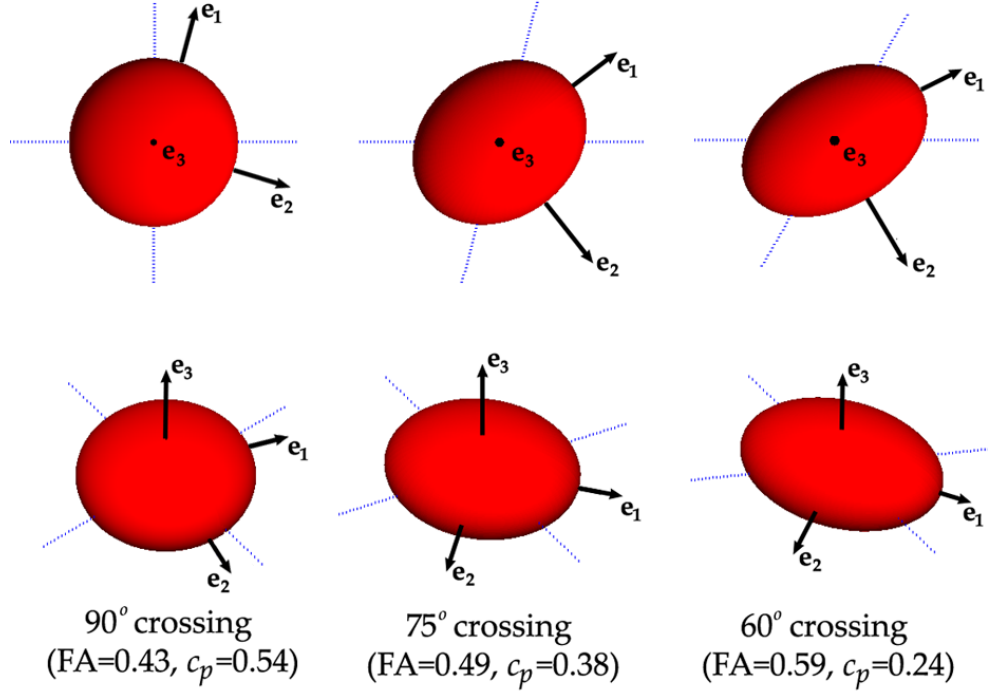 e₁
e₃
e₂
e₁
e₃
e₂
e₁
e₃
e₂
e₃
e₁
e₂
e₃
e₁
e₂
e₃
e₁
e₂
90° crossing
(FA=0.43, cₚ=0.54)
75° crossing
(FA=0.49, cₚ=0.38)
60° crossing
(FA=0.59, cₚ=0.24)